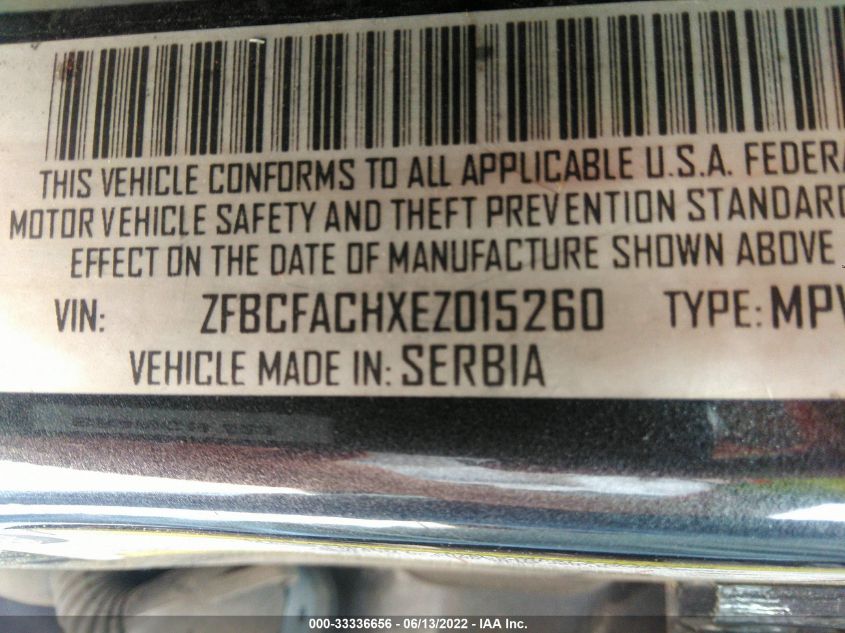 THIS VEHICLE CONFORMS TO ALL APPLICABLE U.S.A. FEDERA
MOTOR VEHICLE SAFETY AND THEFT PREVENTION STANDARD
EFFECT ON THE DATE OF MANUFACTURE SHOWN ABOVE
VIN: ZFBCFACHXEZ015260 TYPE: MPV
VEHICLE MADE IN: SERBIA
000-33336656 - 06/13/2022 - IAA Inc.